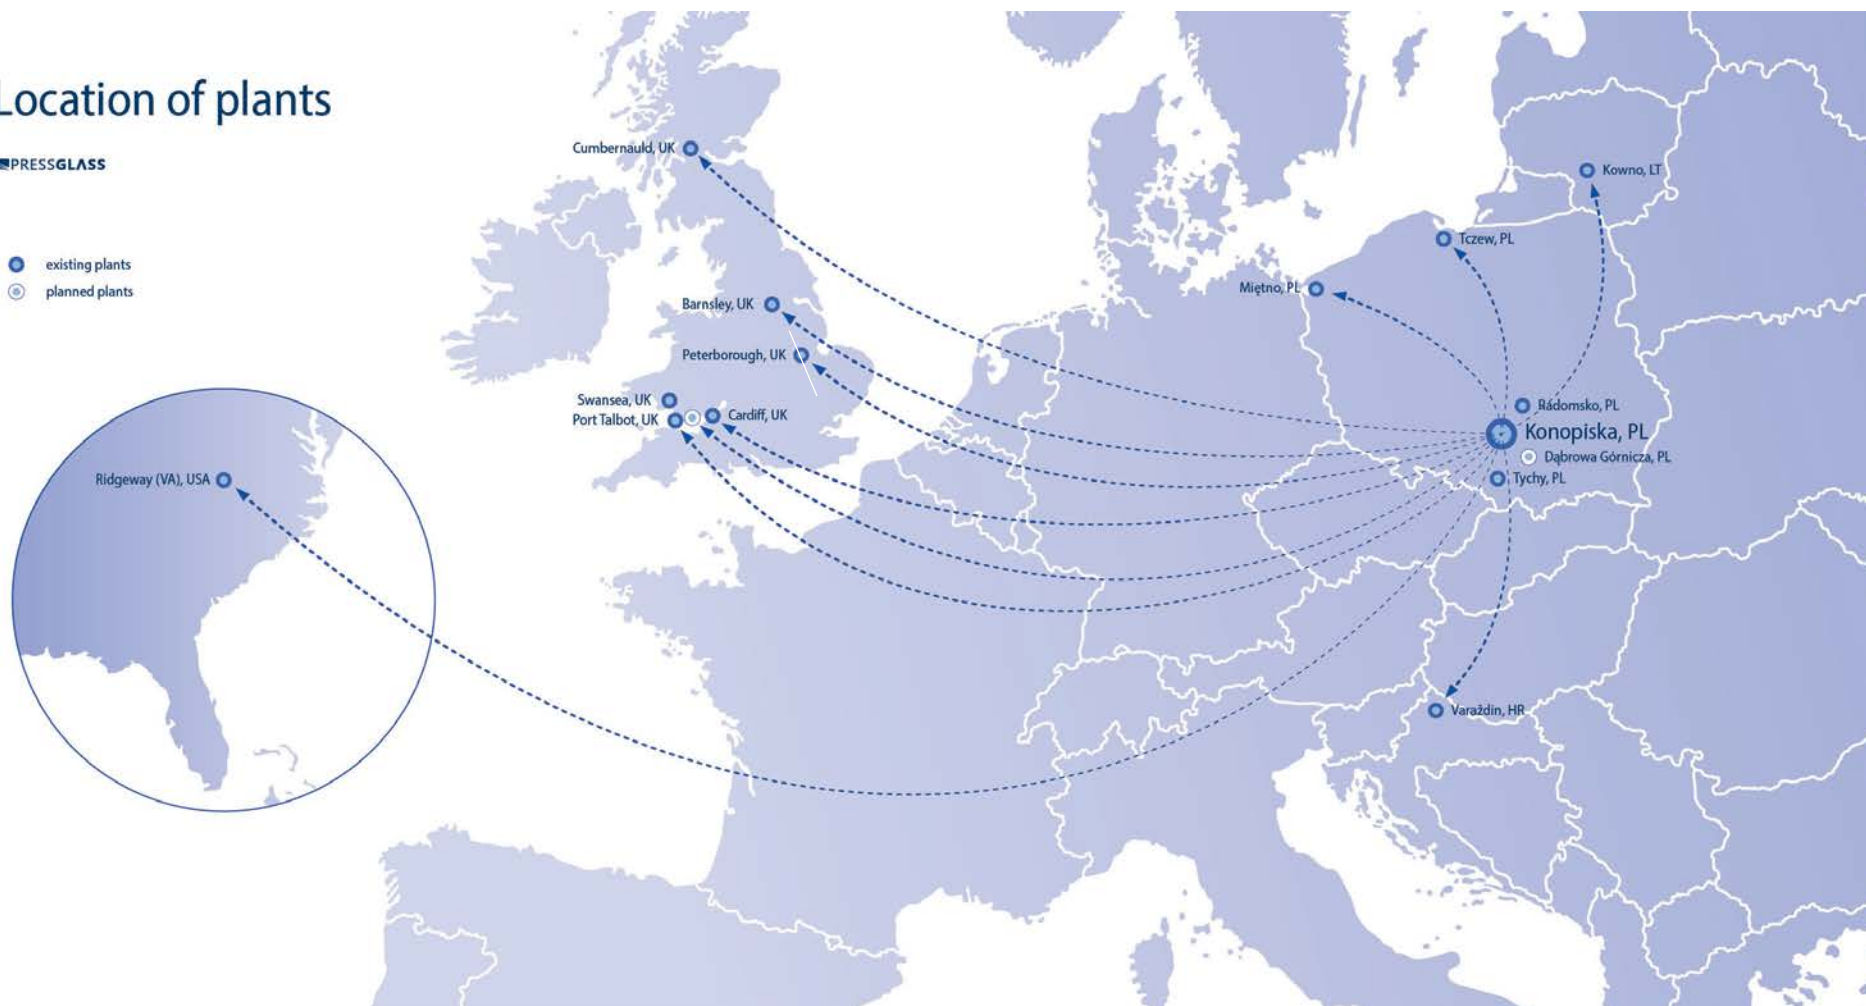 Location of plants
PRESSGLASS
existing plants
planned plants
Cumbernauld, UK
Kowno, LT
Tczew, PL
Miętno, PL
Barnsley, UK
Peterborough, UK
Swansea, UK
Port Talbot, UK
Cardiff, UK
Radomsko, PL
Konopiska, PL
Dąbrowa Górnicza, PL
Tychy, PL
Ridgeway (VA), USA
Varaždin, HR